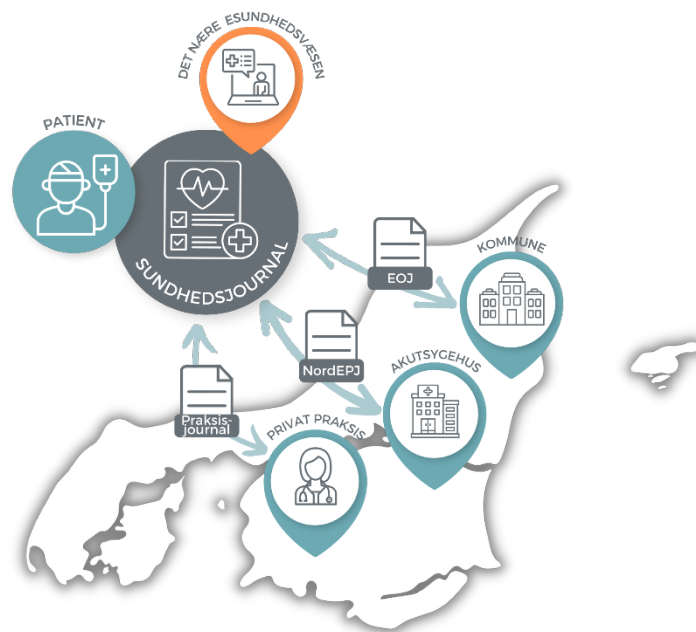 DET NÆRE ESUNDHEDSVÆSEN
PATIENT
SUNDHEDSJOURNAL
KOMMUNE
EOJ
NordEPJ
AKUTSYGEHUS
Praksis-
journal
PRIVAT PRAKSIS